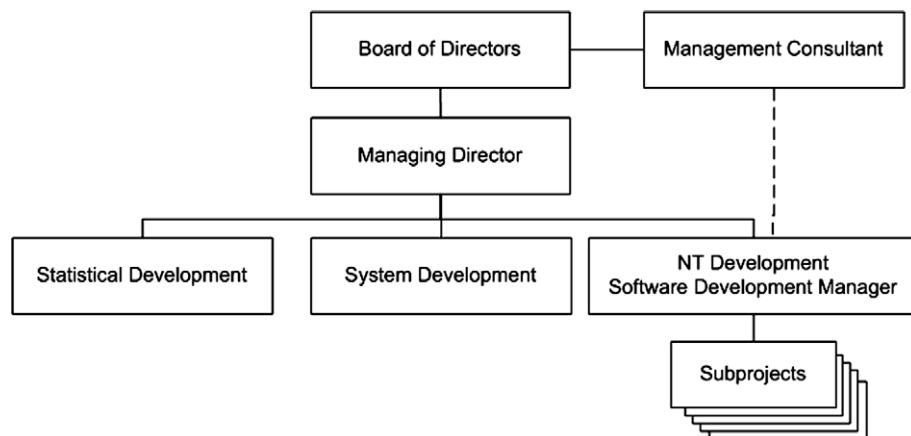 Board of Directors
Management Consultant
Managing Director
Statistical Development
System Development
NT Development
Software Development Manager
Subprojects